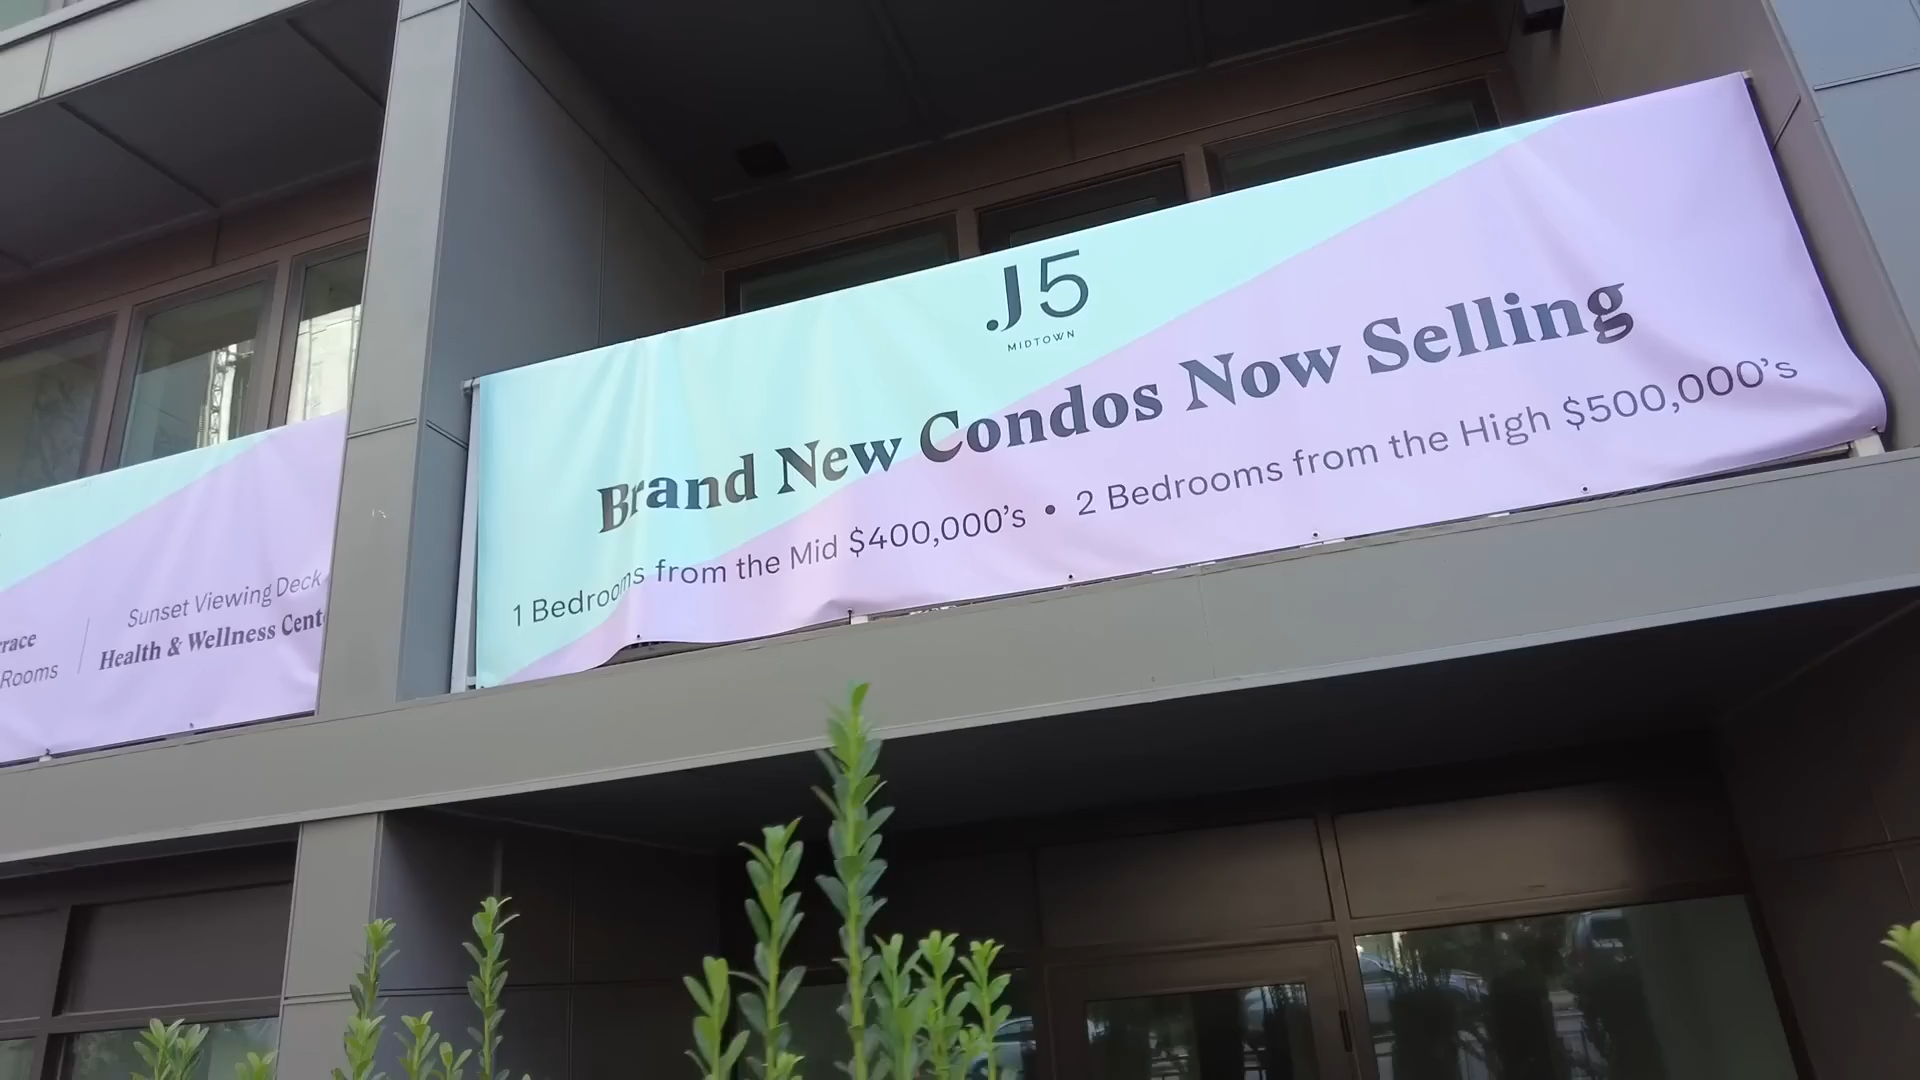 J5
MIDTOWN
Brand New Condos Now Selling
1 Bedrooms from the Mid $400,000's • 2 Bedrooms from the High $500,000's
Sunset Viewing Deck
Health & Wellness Cent
Rooms